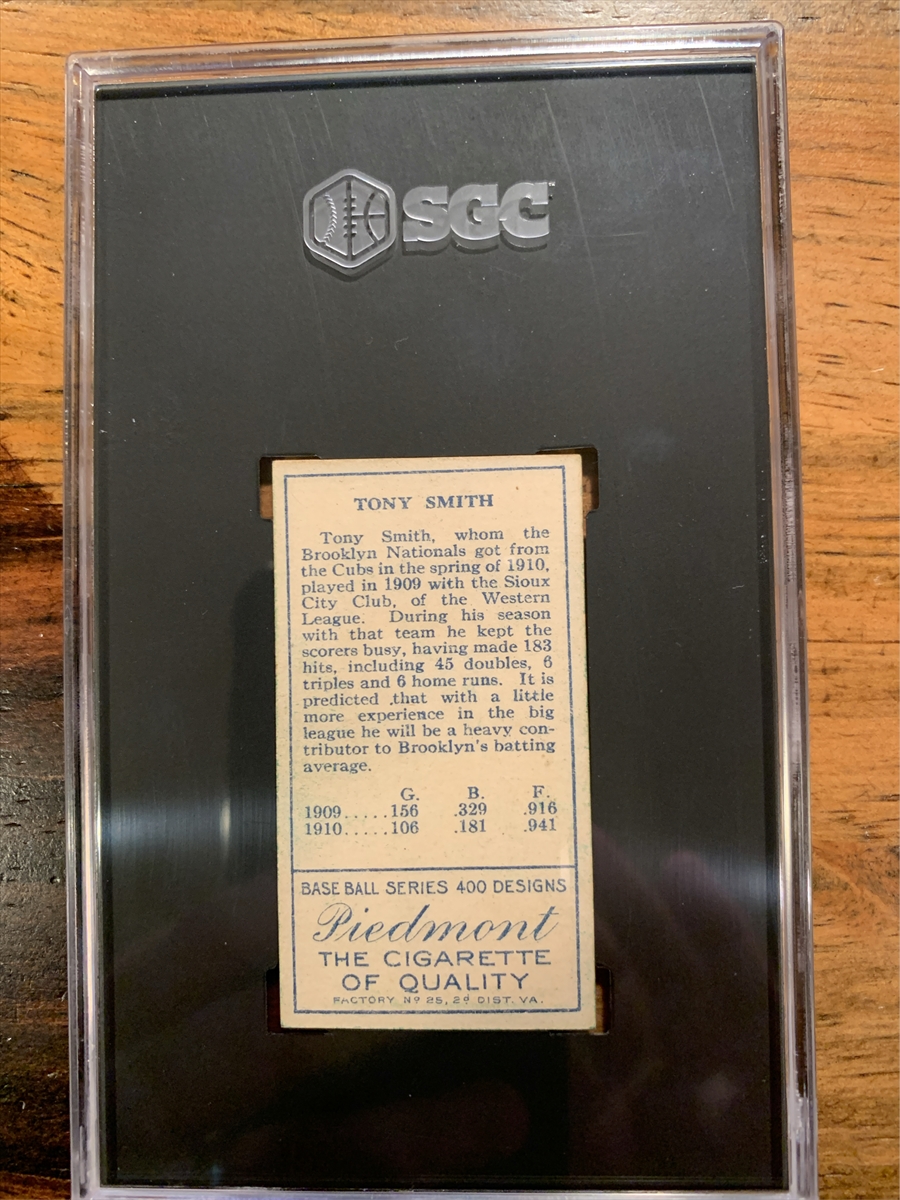 SGC
TONY SMITH
Tony Smith, whom the
Brooklyn Nationals got from
the Cubs in the spring of 1910,
played in 1909 with the Sioux
City Club, of the Western
League. During his season
with that team he kept the
scorers busy, having made 183
hits, including 45 doubles, 6
triples and 6 home runs. It is
predicted that with a little
more experience in the big
league he will be a heavy con-
tributor to Brooklyn's batting
average.
G. B. F.
1909.....156 .329 .916
1910.....106 .181 .941
BASE BALL SERIES 400 DESIGNS
Piedmont
THE CIGARETTE
OF QUALITY
FACTORY Nº 25, 2d DIST. VA.